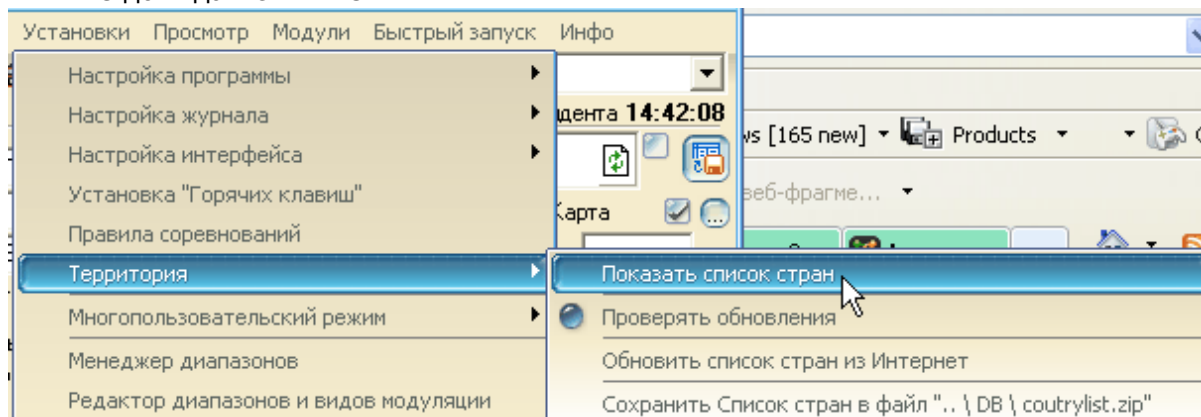 Установки Просмотр Модули Быстрый запуск Инфо
Настройка программы
Настройка журнала
дента 14:42:08
ws [165 new] Products
Настройка интерфейса
веб-фрагме...
Установка "Горячих клавиш"
Карта
Правила соревнований
Территория
Показать список стран
Многопользовательский режим
Проверять обновления
Менеджер диапазонов
Обновить список стран из Интернет
Редактор диапазонов и видов модуляции
Сохранить Список стран в файл ".. \ DB \ coutrylist.zip"